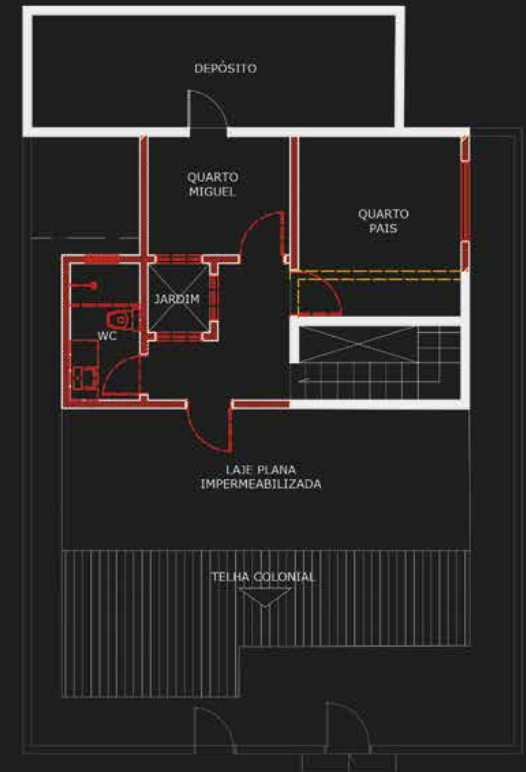 DEPÓSITO
QUARTO
MIGUEL
QUARTO
PAIS
JARDIM
WC
LAJE PLANA
IMPERMEABILIZADA
TELHA COLONIAL